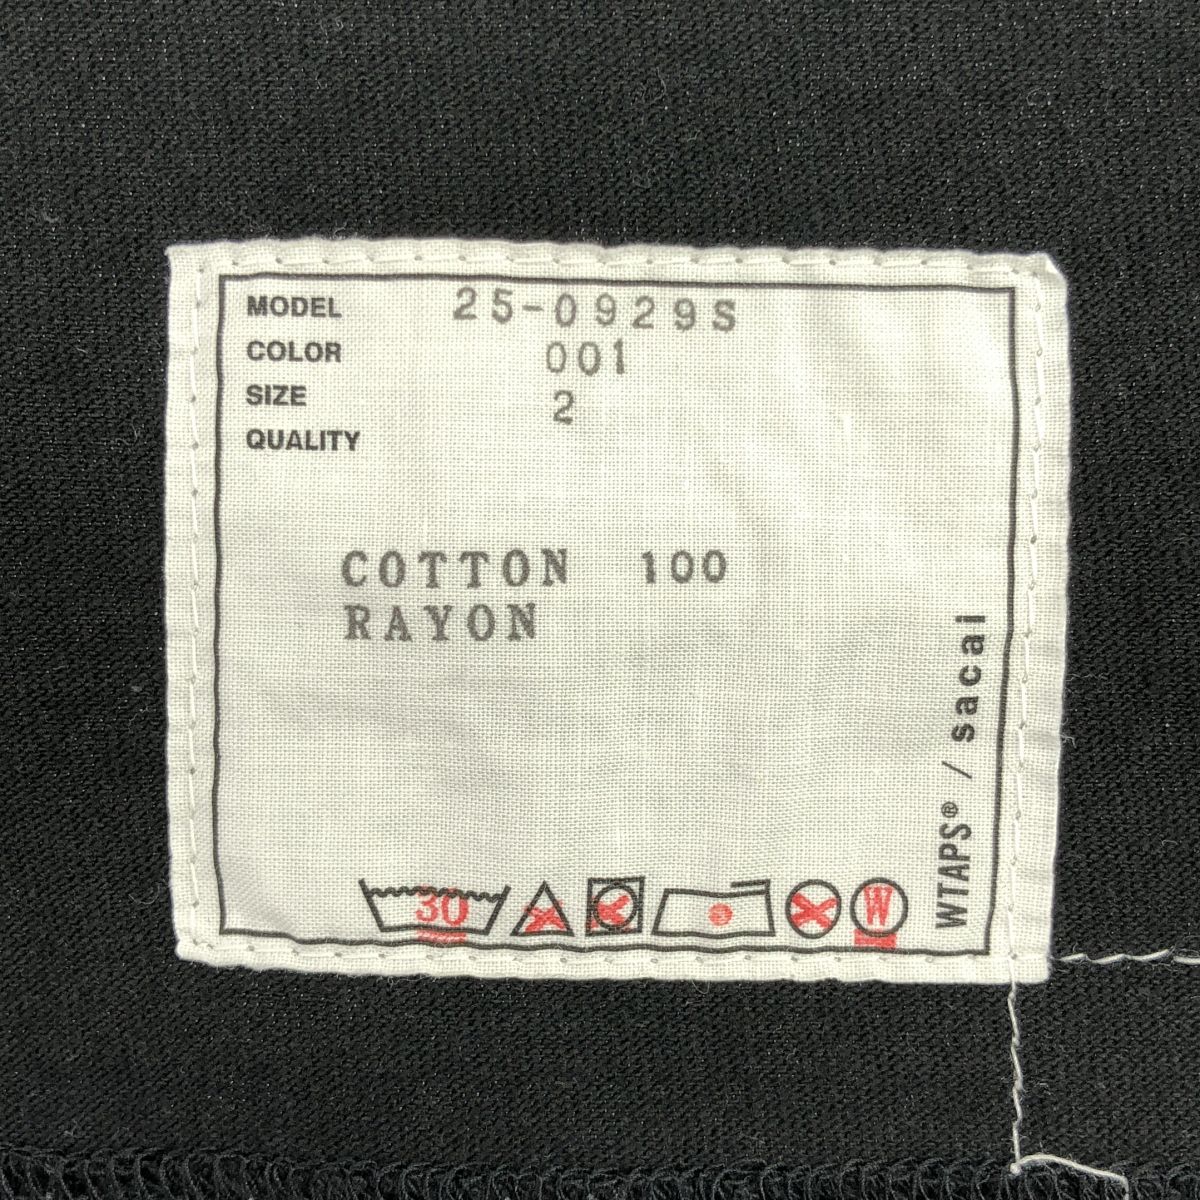 MODEL 25-0929S
COLOR 001
SIZE 2
QUALITY
COTTON 100
RAYON
WTAPS® / sacai
30
W